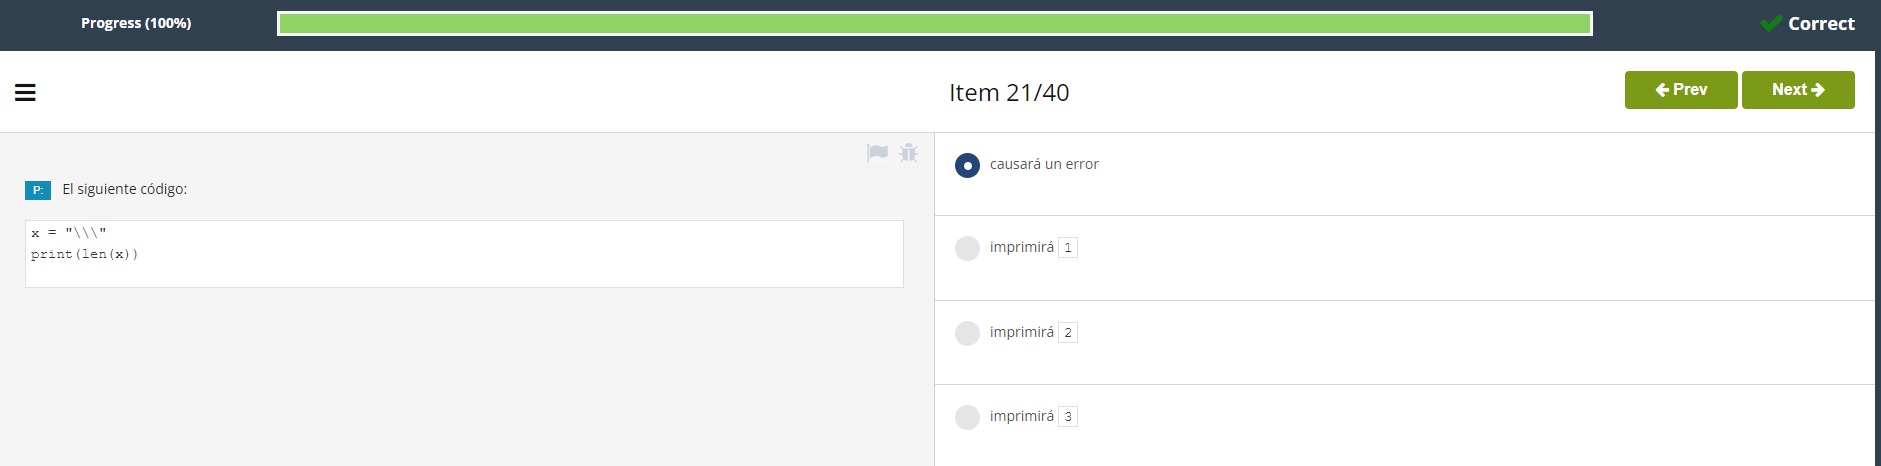 Progress (100%)
Correct
Item 21/40
Prev
Next
P: El siguiente código:
x = "\\\"
print(len(x))
causará un error
imprimirá 1
imprimirá 2
imprimirá 3